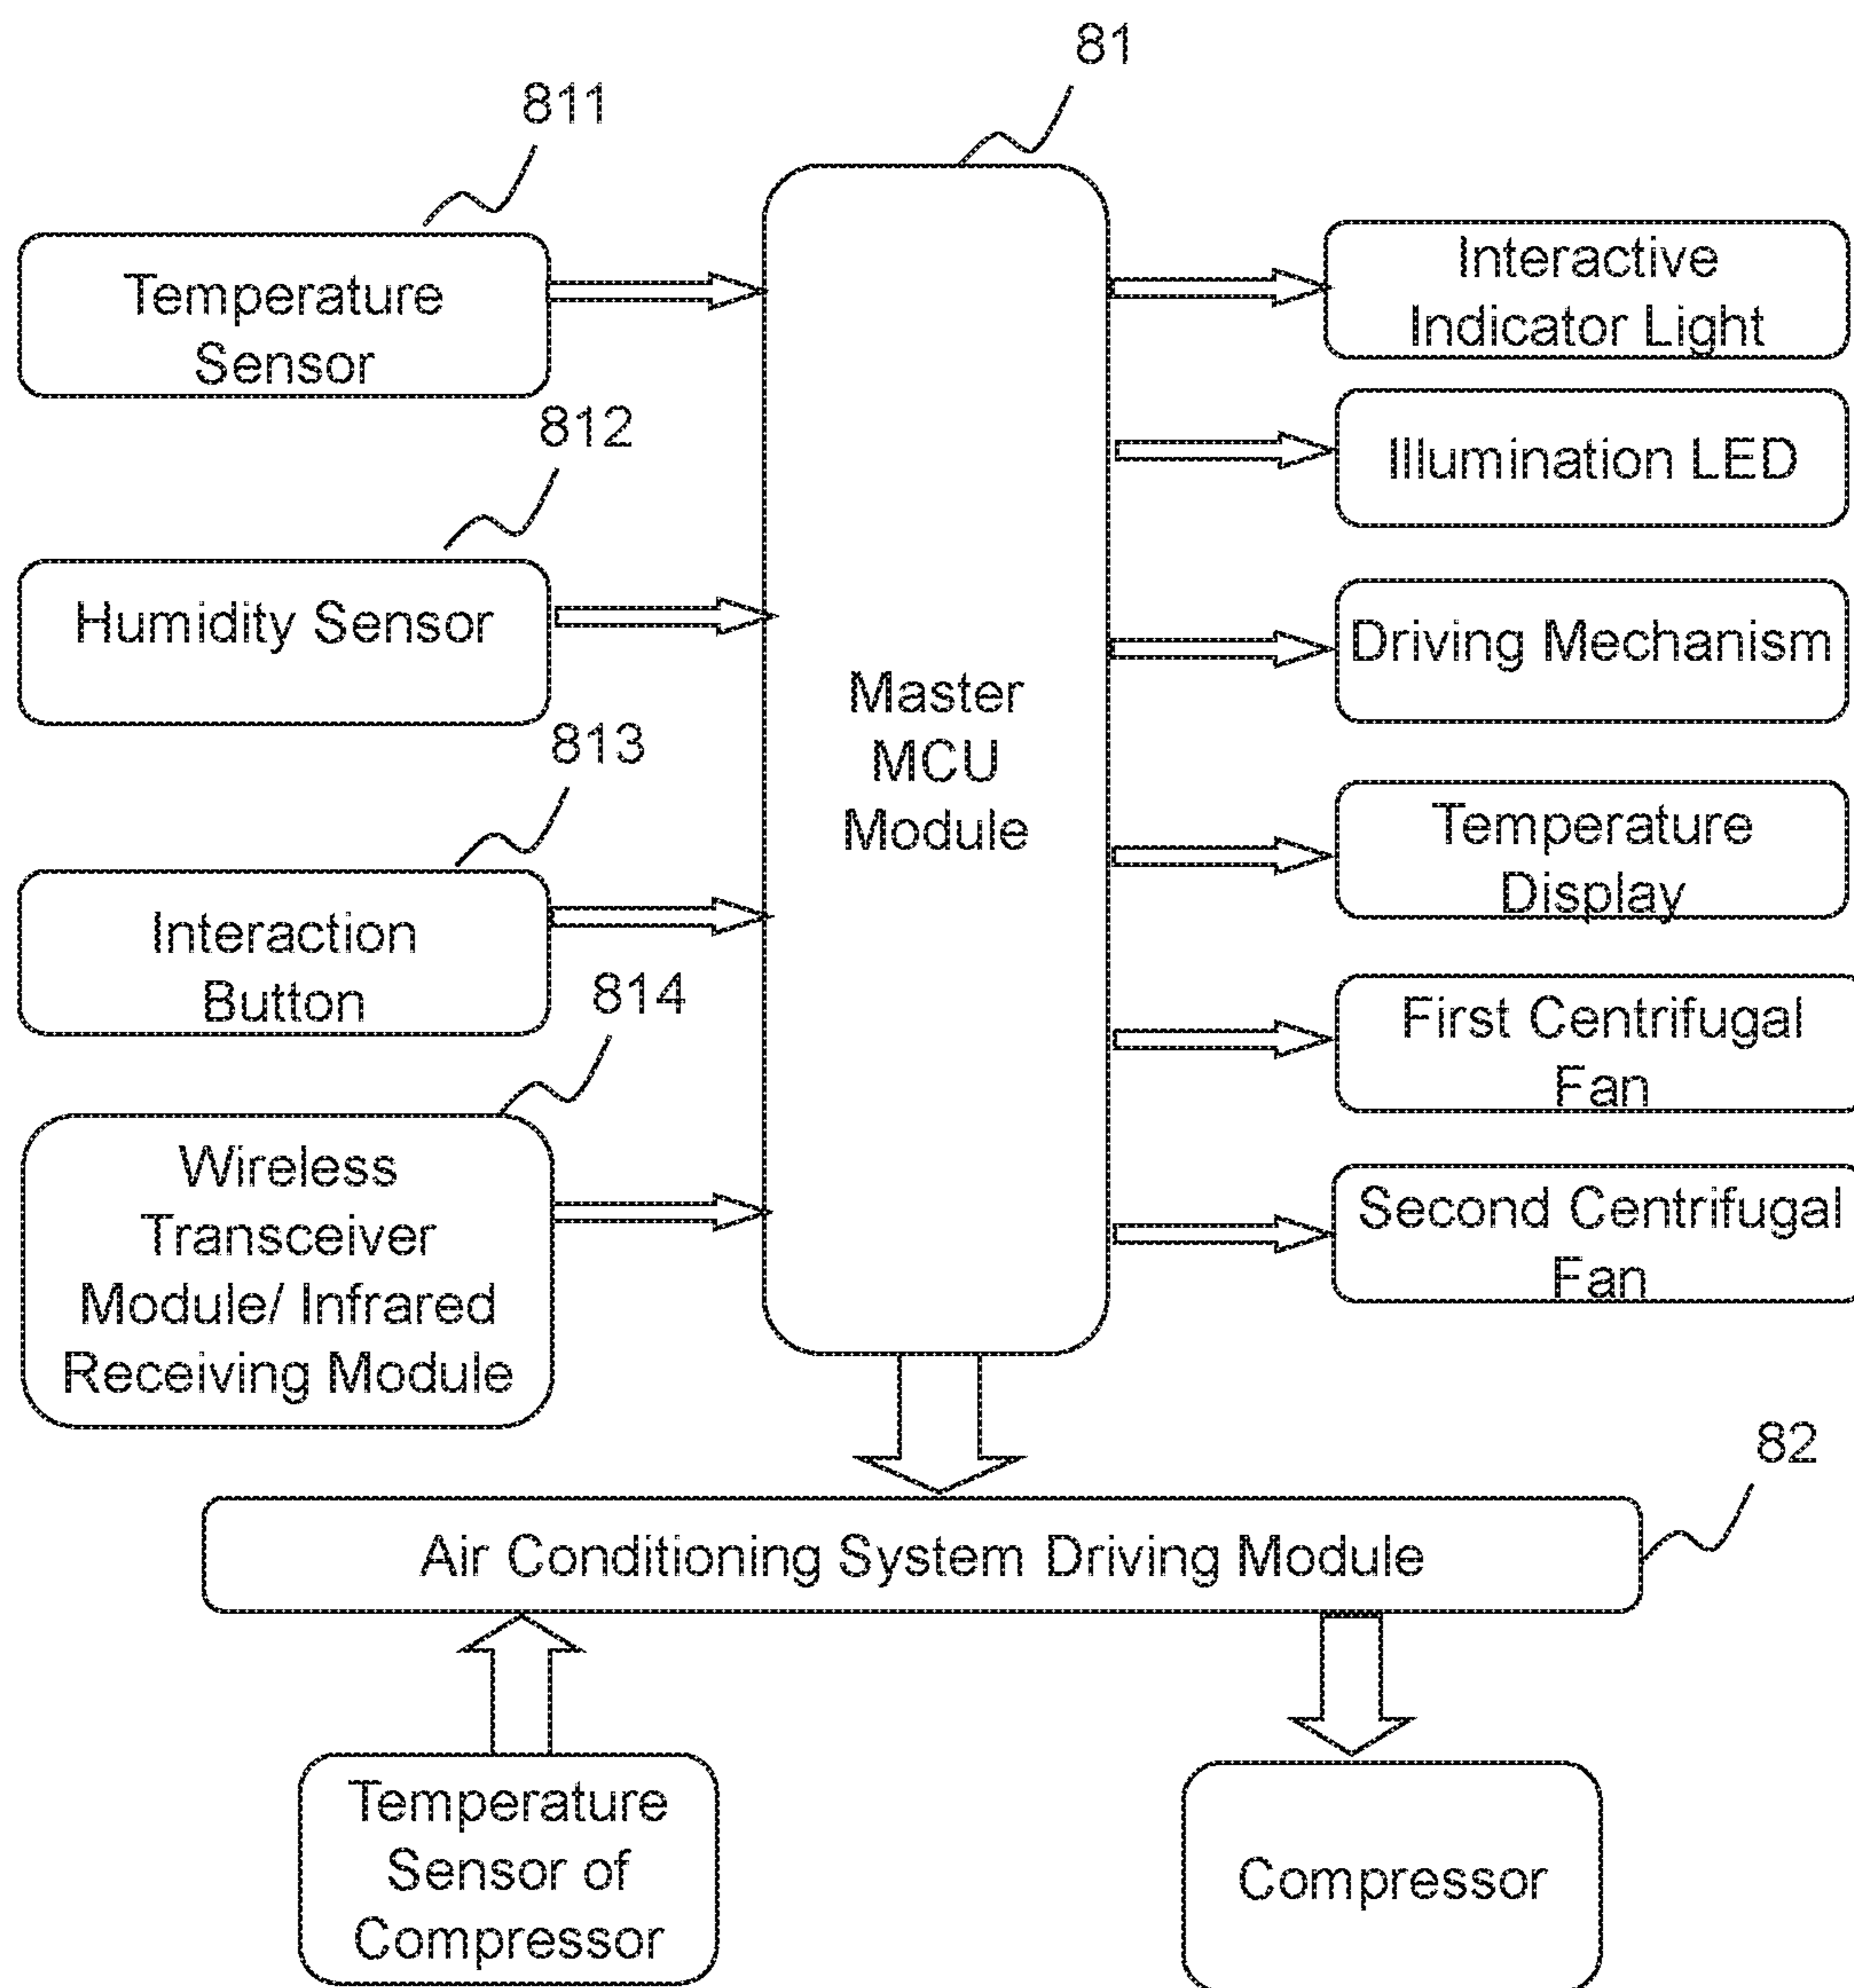 81
811
Temperature
Sensor
812
Humidity Sensor
813
Interaction
Button
814
Wireless
Transceiver
Module/ Infrared
Receiving Module
Master
MCU
Module
Interactive
Indicator Light
Illumination LED
Driving Mechanism
Temperature
Display
First Centrifugal
Fan
Second Centrifugal
Fan
82
Air Conditioning System Driving Module
Temperature
Sensor of
Compressor
Compressor